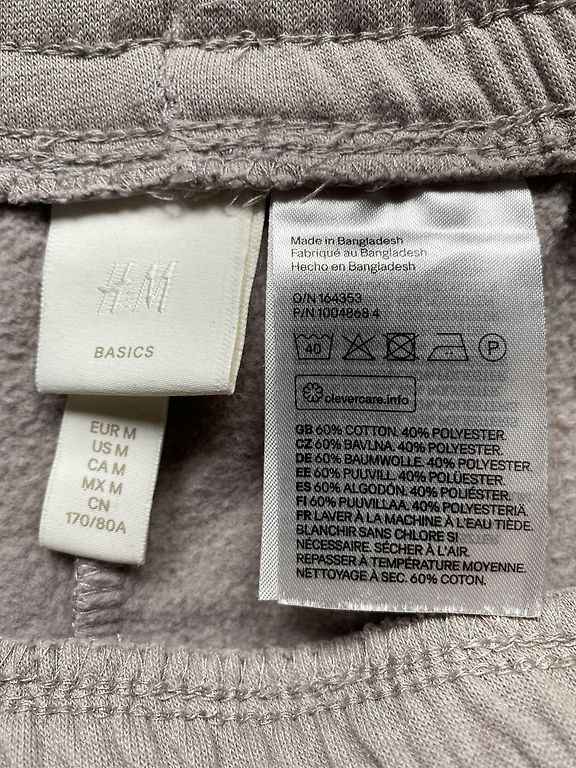 H&M
BASICS
EUR M
US M
CA M
MX M
CN
170/80A
Made in Bangladesh
Fabriqué au Bangladesh
Hecho en Bangladesh
O/N 164353
P/N 1004868 4
40
P
clevercare.info
GB 60% COTTON. 40% POLYESTER.
CZ 60% BAVLNA. 40% POLYESTER.
DE 60% BAUMWOLLE. 40% POLYESTER.
EE 60% PUUVILL. 40% POLÜESTER
ES 60% ALGODÓN. 40% POLIÉSTER.
FI 60% PUUVILLAA. 40% POLYESTERIÄ.
FR LAVER À LA MACHINE À L'EAU TIÈDE.
BLANCHIR SANS CHLORE SI
NÉCESSAIRE. SÉCHER À L'AIR.
REPASSER À TEMPÉRATURE MOYENNE.
NETTOYAGE À SEC. 60% COTON.